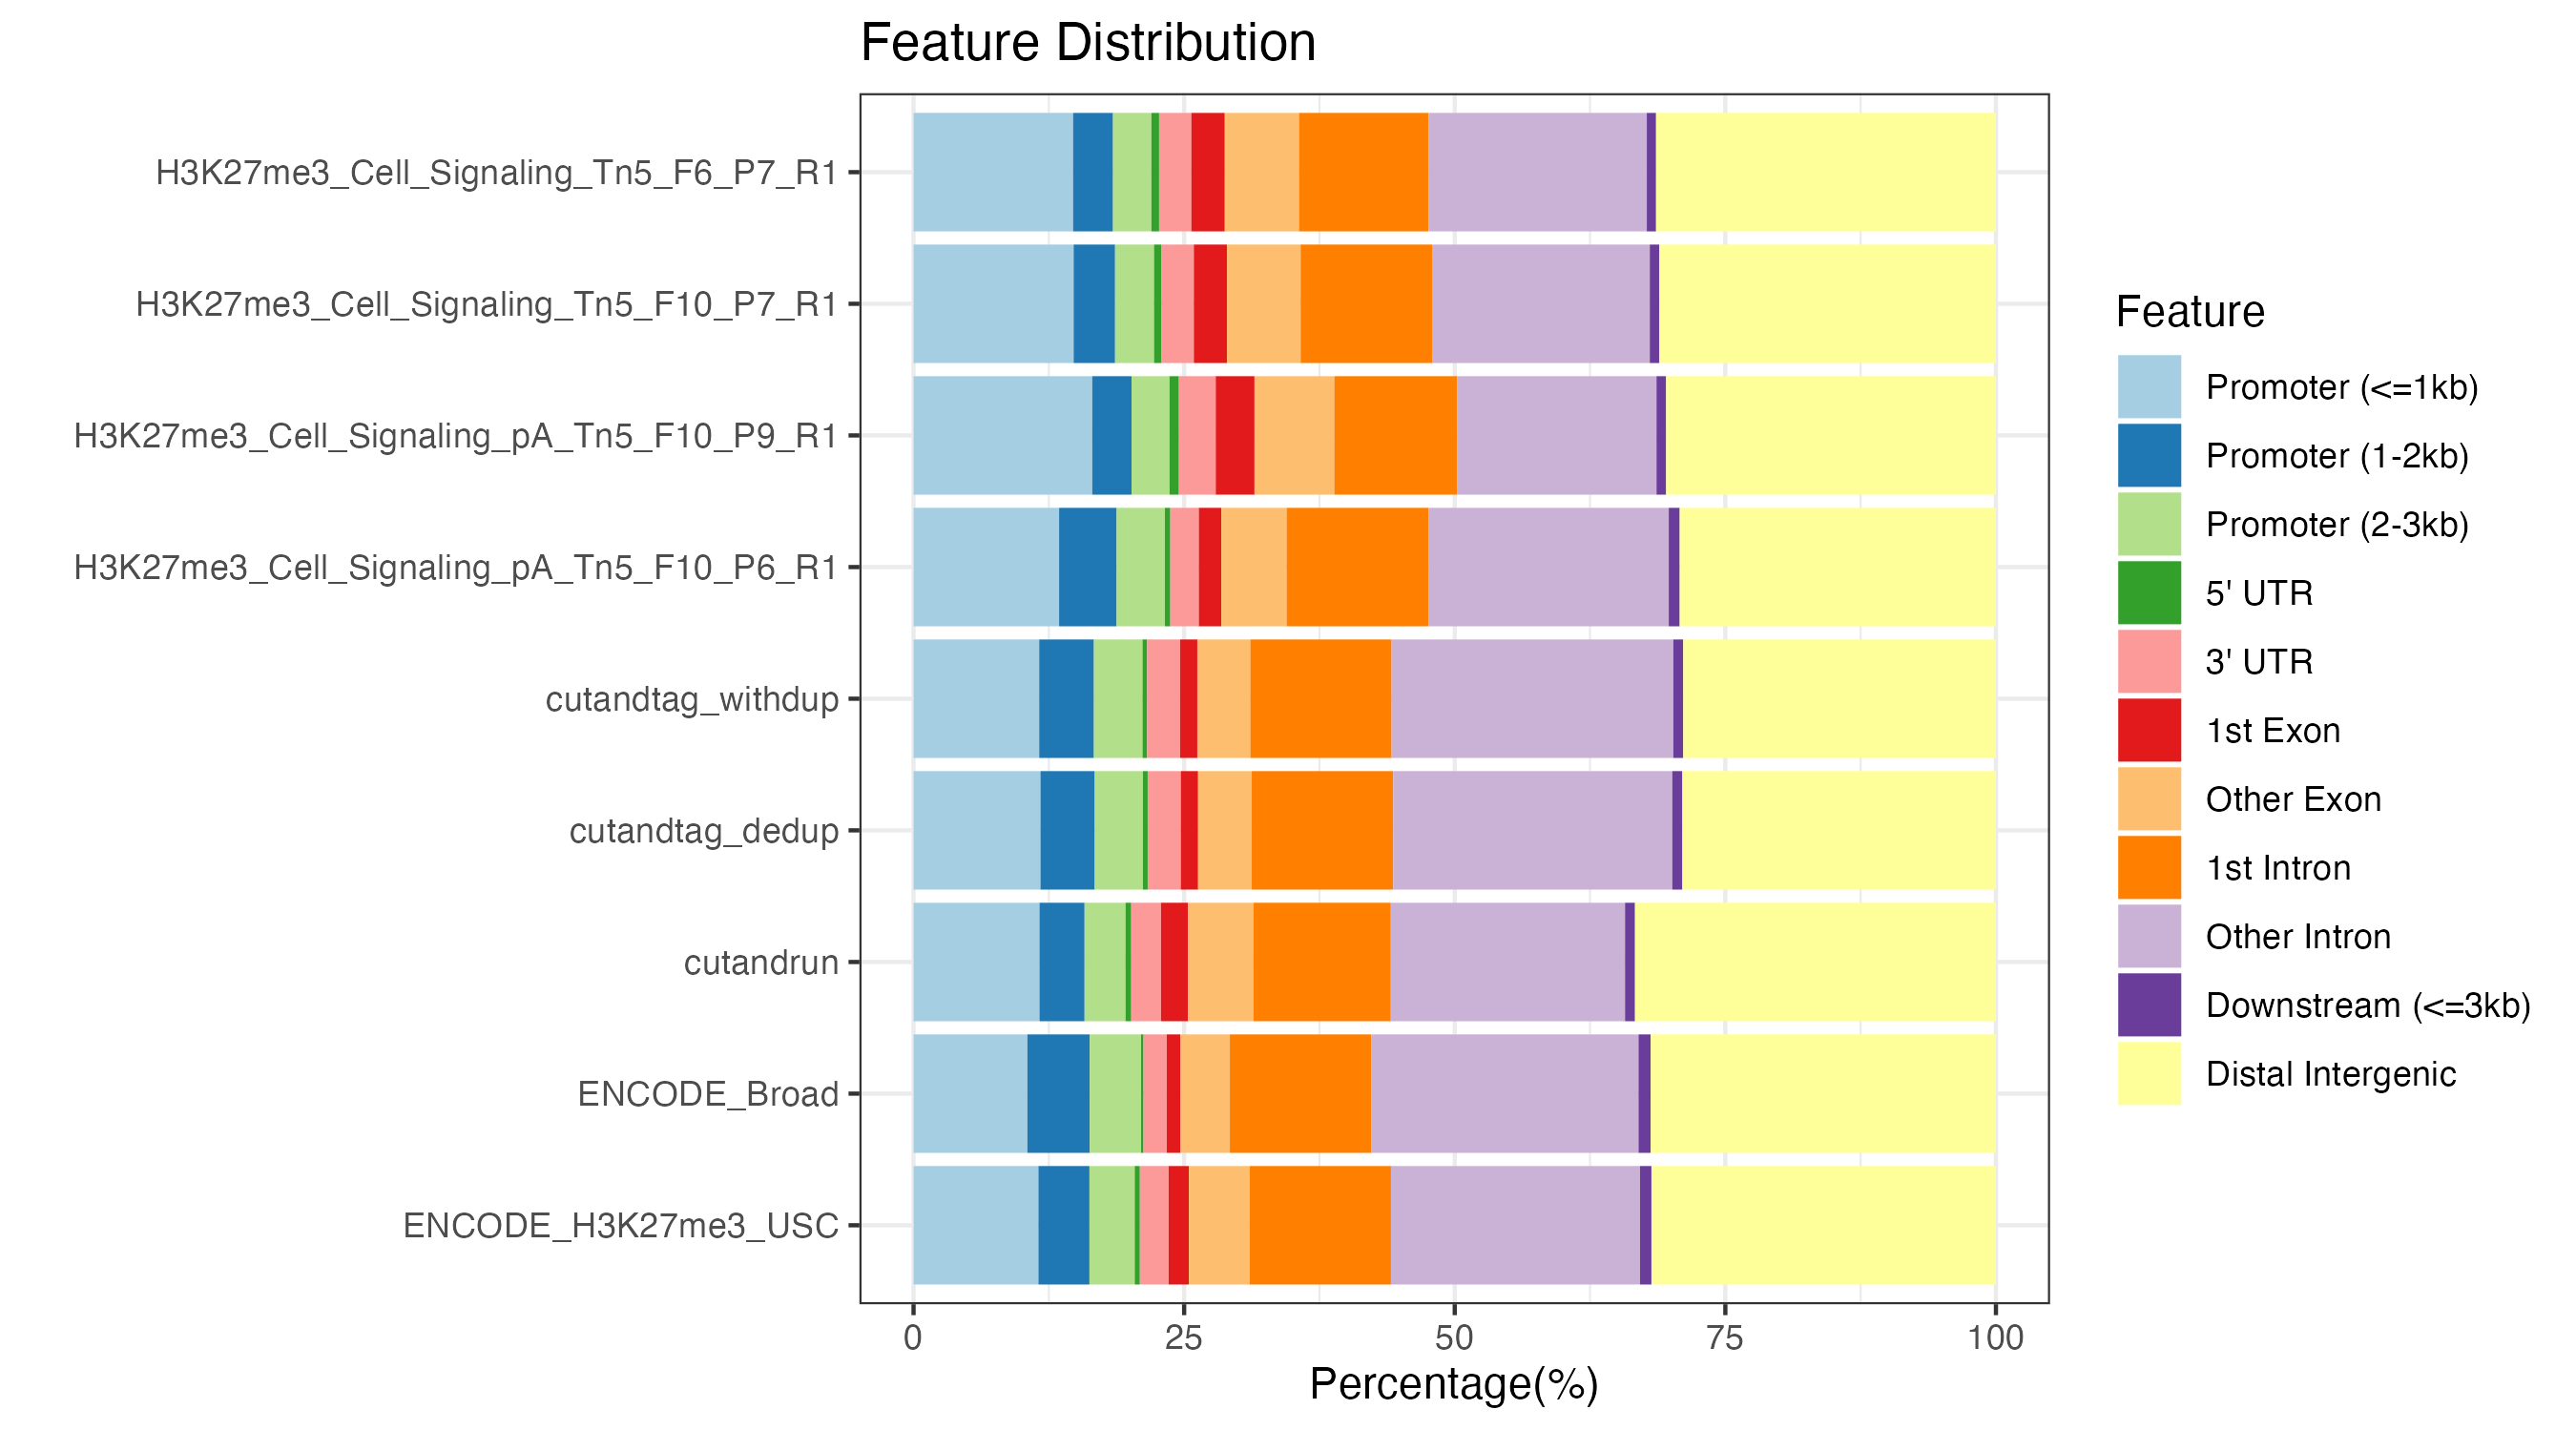 Feature Distribution
H3K27me3_Cell_Signaling_Tn5_F6_P7_R1
H3K27me3_Cell_Signaling_Tn5_F10_P7_R1
H3K27me3_Cell_Signaling_pA_Tn5_F10_P9_R1
H3K27me3_Cell_Signaling_pA_Tn5_F10_P6_R1
cutandtag_withdup
cutandtag_dedup
cutandrun
ENCODE_Broad
ENCODE_H3K27me3_USC
0 25 50 75 100
Percentage(%)
Feature
Promoter (<=1kb)
Promoter (1-2kb)
Promoter (2-3kb)
5' UTR
3' UTR
1st Exon
Other Exon
1st Intron
Other Intron
Downstream (<=3kb)
Distal Intergenic